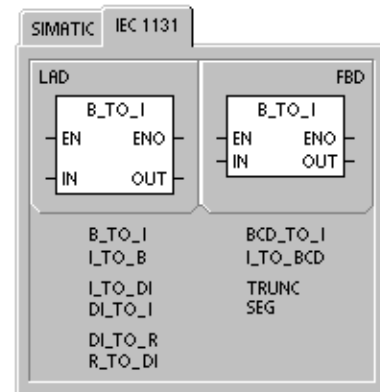 SIMATIC IEC 1131
LAD FBD
B_TO_I B_TO_I
EN ENO EN ENO
IN OUT IN OUT
B_TO_I BCD_TO_I
I_TO_B I_TO_BCD
I_TO_DI TRUNC
DI_TO_I SEG
DI_TO_R
R_TO_DI